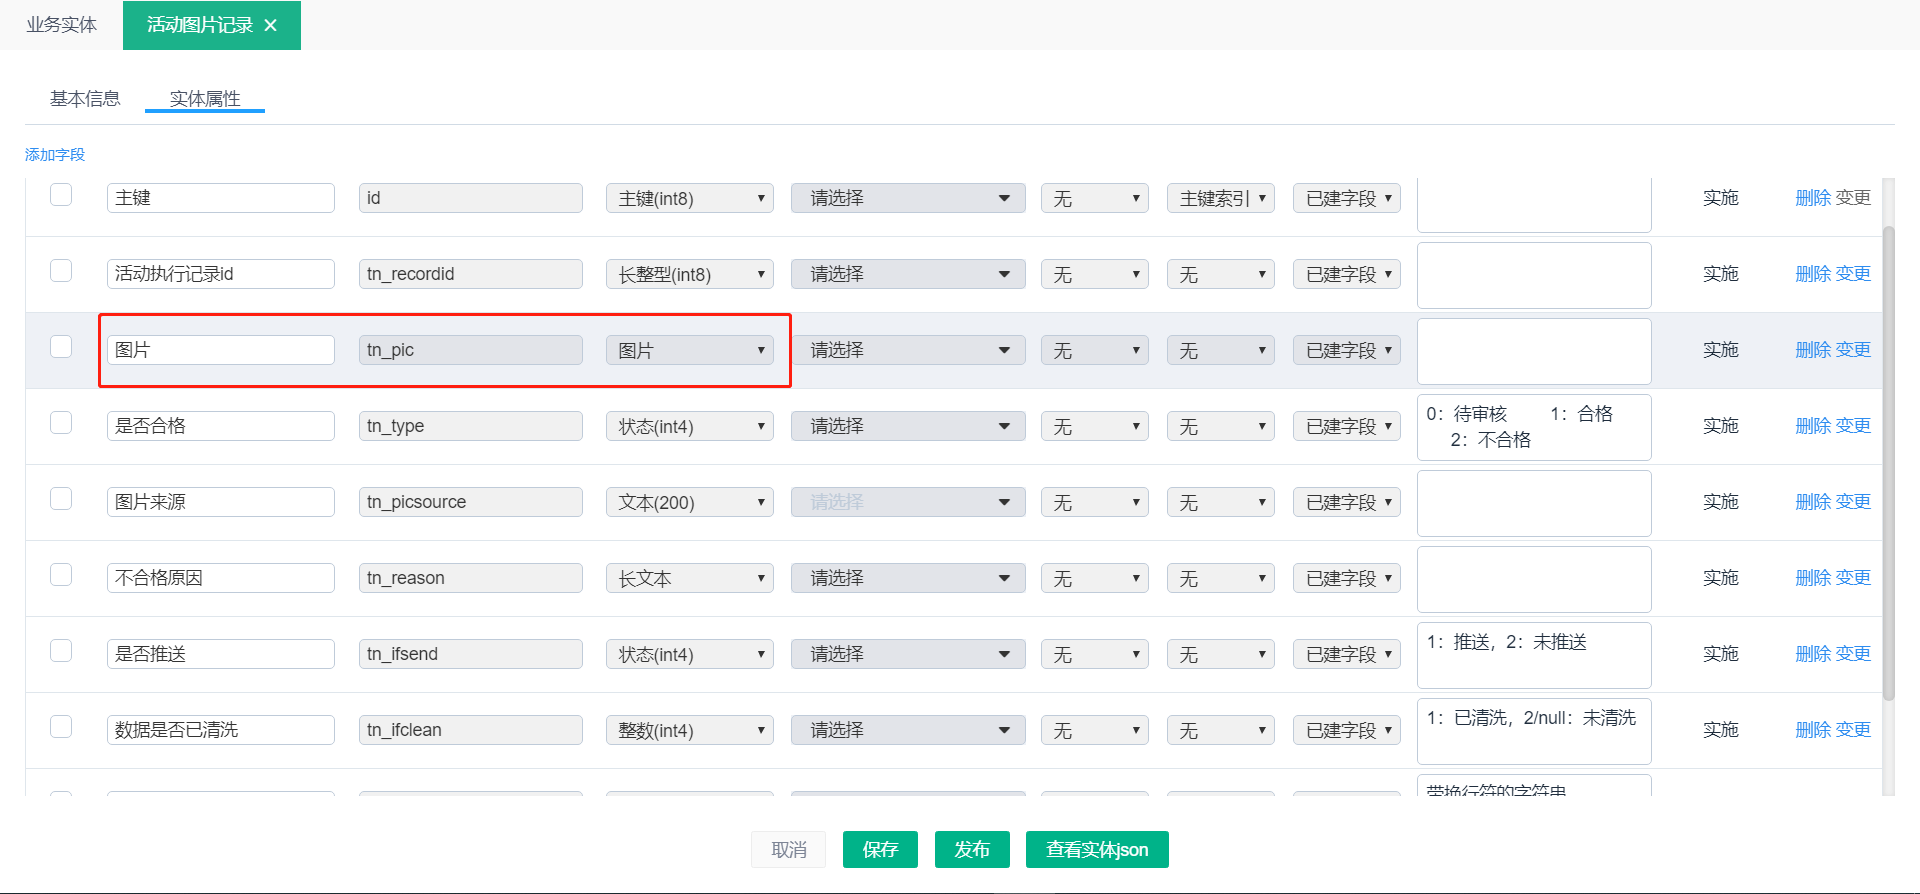 业务实体 活动图片记录 ×
基本信息 实体属性
添加字段
主键 id 主键(int8) 请选择 无 主键索引 已建字段 实施 删除 变更
活动执行记录id tn_recordid 长整型(int8) 请选择 无 无 已建字段 实施 删除 变更
图片 tn_pic 图片 请选择 无 无 已建字段 实施 删除 变更
是否合格 tn_type 状态(int4) 请选择 无 无 已建字段 0：待审核 1：合格
2：不合格 实施 删除 变更
图片来源 tn_picsource 文本(200) 请选择 无 无 已建字段 实施 删除 变更
不合格原因 tn_reason 长文本 请选择 无 无 已建字段 实施 删除 变更
是否推送 tn_ifsend 状态(int4) 请选择 无 无 已建字段 1：推送，2：未推送 实施 删除 变更
数据是否已清洗 tn_ifclean 整数(int4) 请选择 无 无 已建字段 1：已清洗，2/null：未清洗 实施 删除 变更
带换行符的字符串
取消 保存 发布 查看实体json